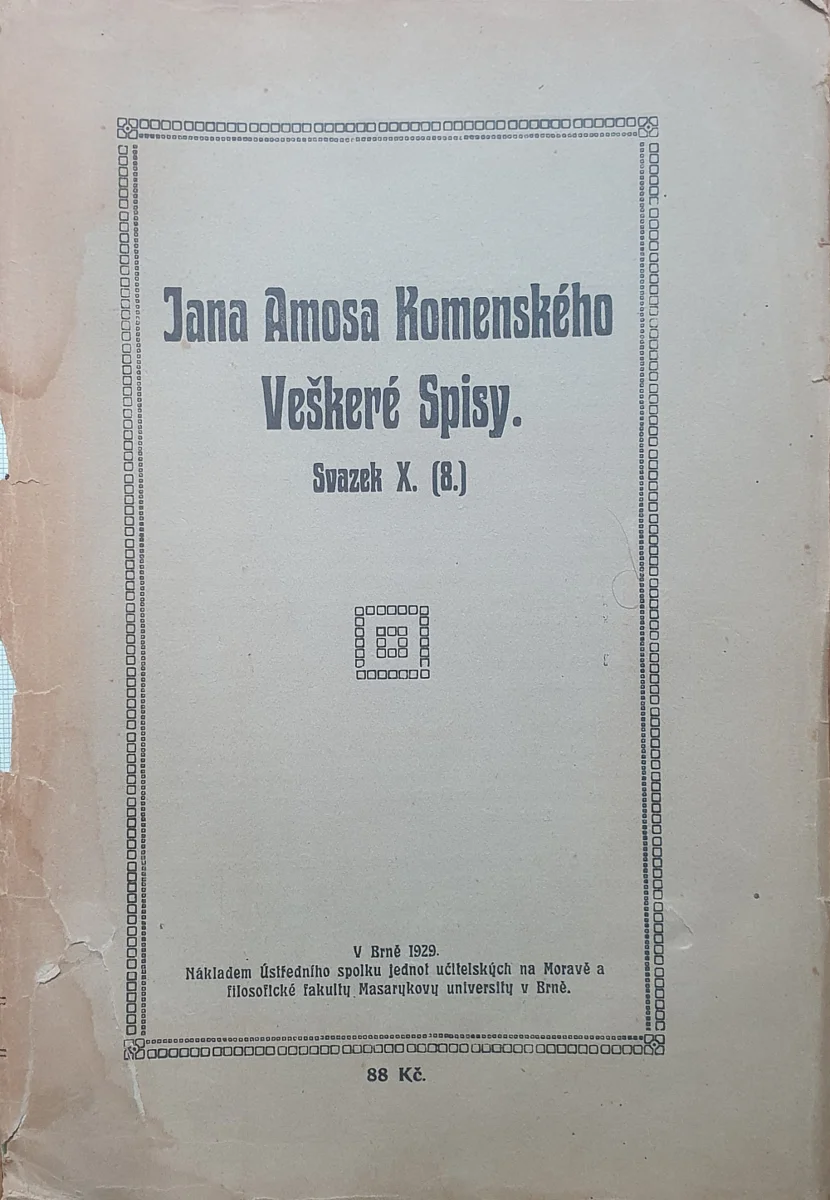 Jana Amosa Komenského
Veškeré Spisy.
Svazek X. (8.)
V Brně 1929.
Nákladem Ústředního spolku jednot učitelských na Moravě a
filosofické fakulty Masarykovy university v Brně.
88 Kč.